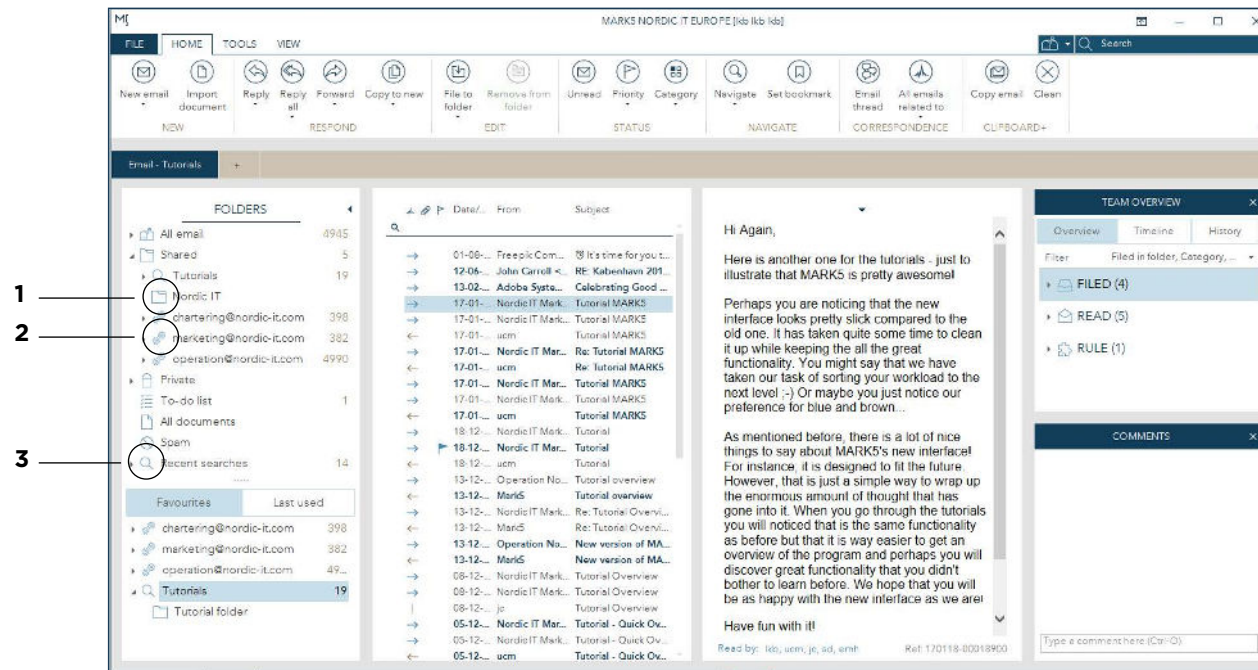 MARK5 NORDIC IT EUROPE [lkb lkb lkb]
FILE HOME TOOLS VIEW
Search
New email Import document Reply Reply all Forward Copy to new File to folder Remove from folder Unread Priority Category Navigate Set bookmark Email thread All emails related to Copy email Clean
NEW RESPOND EDIT STATUS NAVIGATE CORRESPONDENCE CLIPBOARD+
Email - Tutorials +
FOLDERS
All email 4945
Shared 5
Tutorials 19
1
Nordic IT
chartering@nordic-it.com 398
2
marketing@nordic-it.com 382
operation@nordic-it.com 4990
Private
To-do list 1
All documents
Spam
3
Recent searches 14
Favourites Last used
chartering@nordic-it.com 398
marketing@nordic-it.com 382
operation@nordic-it.com 49...
Tutorials 19
Tutorial folder
Date/... From Subject
01-08-... Freepik Com... It's time for you t...
12-06-... John Carroll <... RE: København 201...
13-02-... Adobe Syste... Celebrating Good ...
17-01-... Nordic IT Mark... Tutorial MARK5
17-01-... Nordic IT Mark... Tutorial MARK5
17-01-... ucm Tutorial MARK5
17-01-... Nordic IT Mar... Re: Tutorial MARK5
17-01-... ucm Re: Tutorial MARK5
17-01-... Nordic IT Mar... Tutorial MARK5
17-01-... Nordic IT Mark... Tutorial MARK5
17-01-... ucm Tutorial MARK5
18-12-... Nordic IT Mark... Tutorial
18-12-... Nordic IT Mar... Tutorial
18-12-... ucm Tutorial
13-12-... Operation No... Tutorial overview
13-12-... Mark5 Tutorial overview
13-12-... Nordic IT Mark... Re: Tutorial Overvi...
13-12-... Mark5 Re: Tutorial Overvi...
13-12-... Operation No... New version of MA...
13-12-... Mark5 New version of MA...
08-12-... Nordic IT Mark... Tutorial Overview
08-12-... Nordic IT Mark... Tutorial Overview
08-12-... jc Tutorial Overview
05-12-... Nordic IT Mar... Tutorial - Quick Ov...
05-12-... Nordic IT Mark... Tutorial - Quick Ov...
05-12-... ucm Tutorial - Quick Ov...
Hi Again,
Here is another one for the tutorials - just to
illustrate that MARK5 is pretty awesome!
Perhaps you are noticing that the new
interface looks pretty slick compared to the
old one. It has taken quite some time to clean
it up while keeping the all the great
functionality. You might say that we have
taken our task of sorting your workload to the
next level ;-) Or maybe you just notice our
preference for blue and brown...
As mentioned before, there is a lot of nice
things to say about MARK5's new interface!
For instance, it is designed to fit the future.
However, that is just a simple way to wrap up
the enormous amount of thought that has
gone into it. When you go through the tutorials
you will noticed that is the same functionality
as before but that it is way easier to get an
overview of the program and perhaps you will
discover great functionality that you didn't
bother to learn before. We hope that you will
be as happy with the new interface as we are!
Have fun with it!
Read by: lkb, ucm, jc, sd, emh Ref: 170118-00018900
TEAM OVERVIEW
Overview Timeline History
Filter Filed in folder, Category, ...
FILED (4)
READ (5)
RULE (1)
COMMENTS
Type a comment here (Ctrl-O)